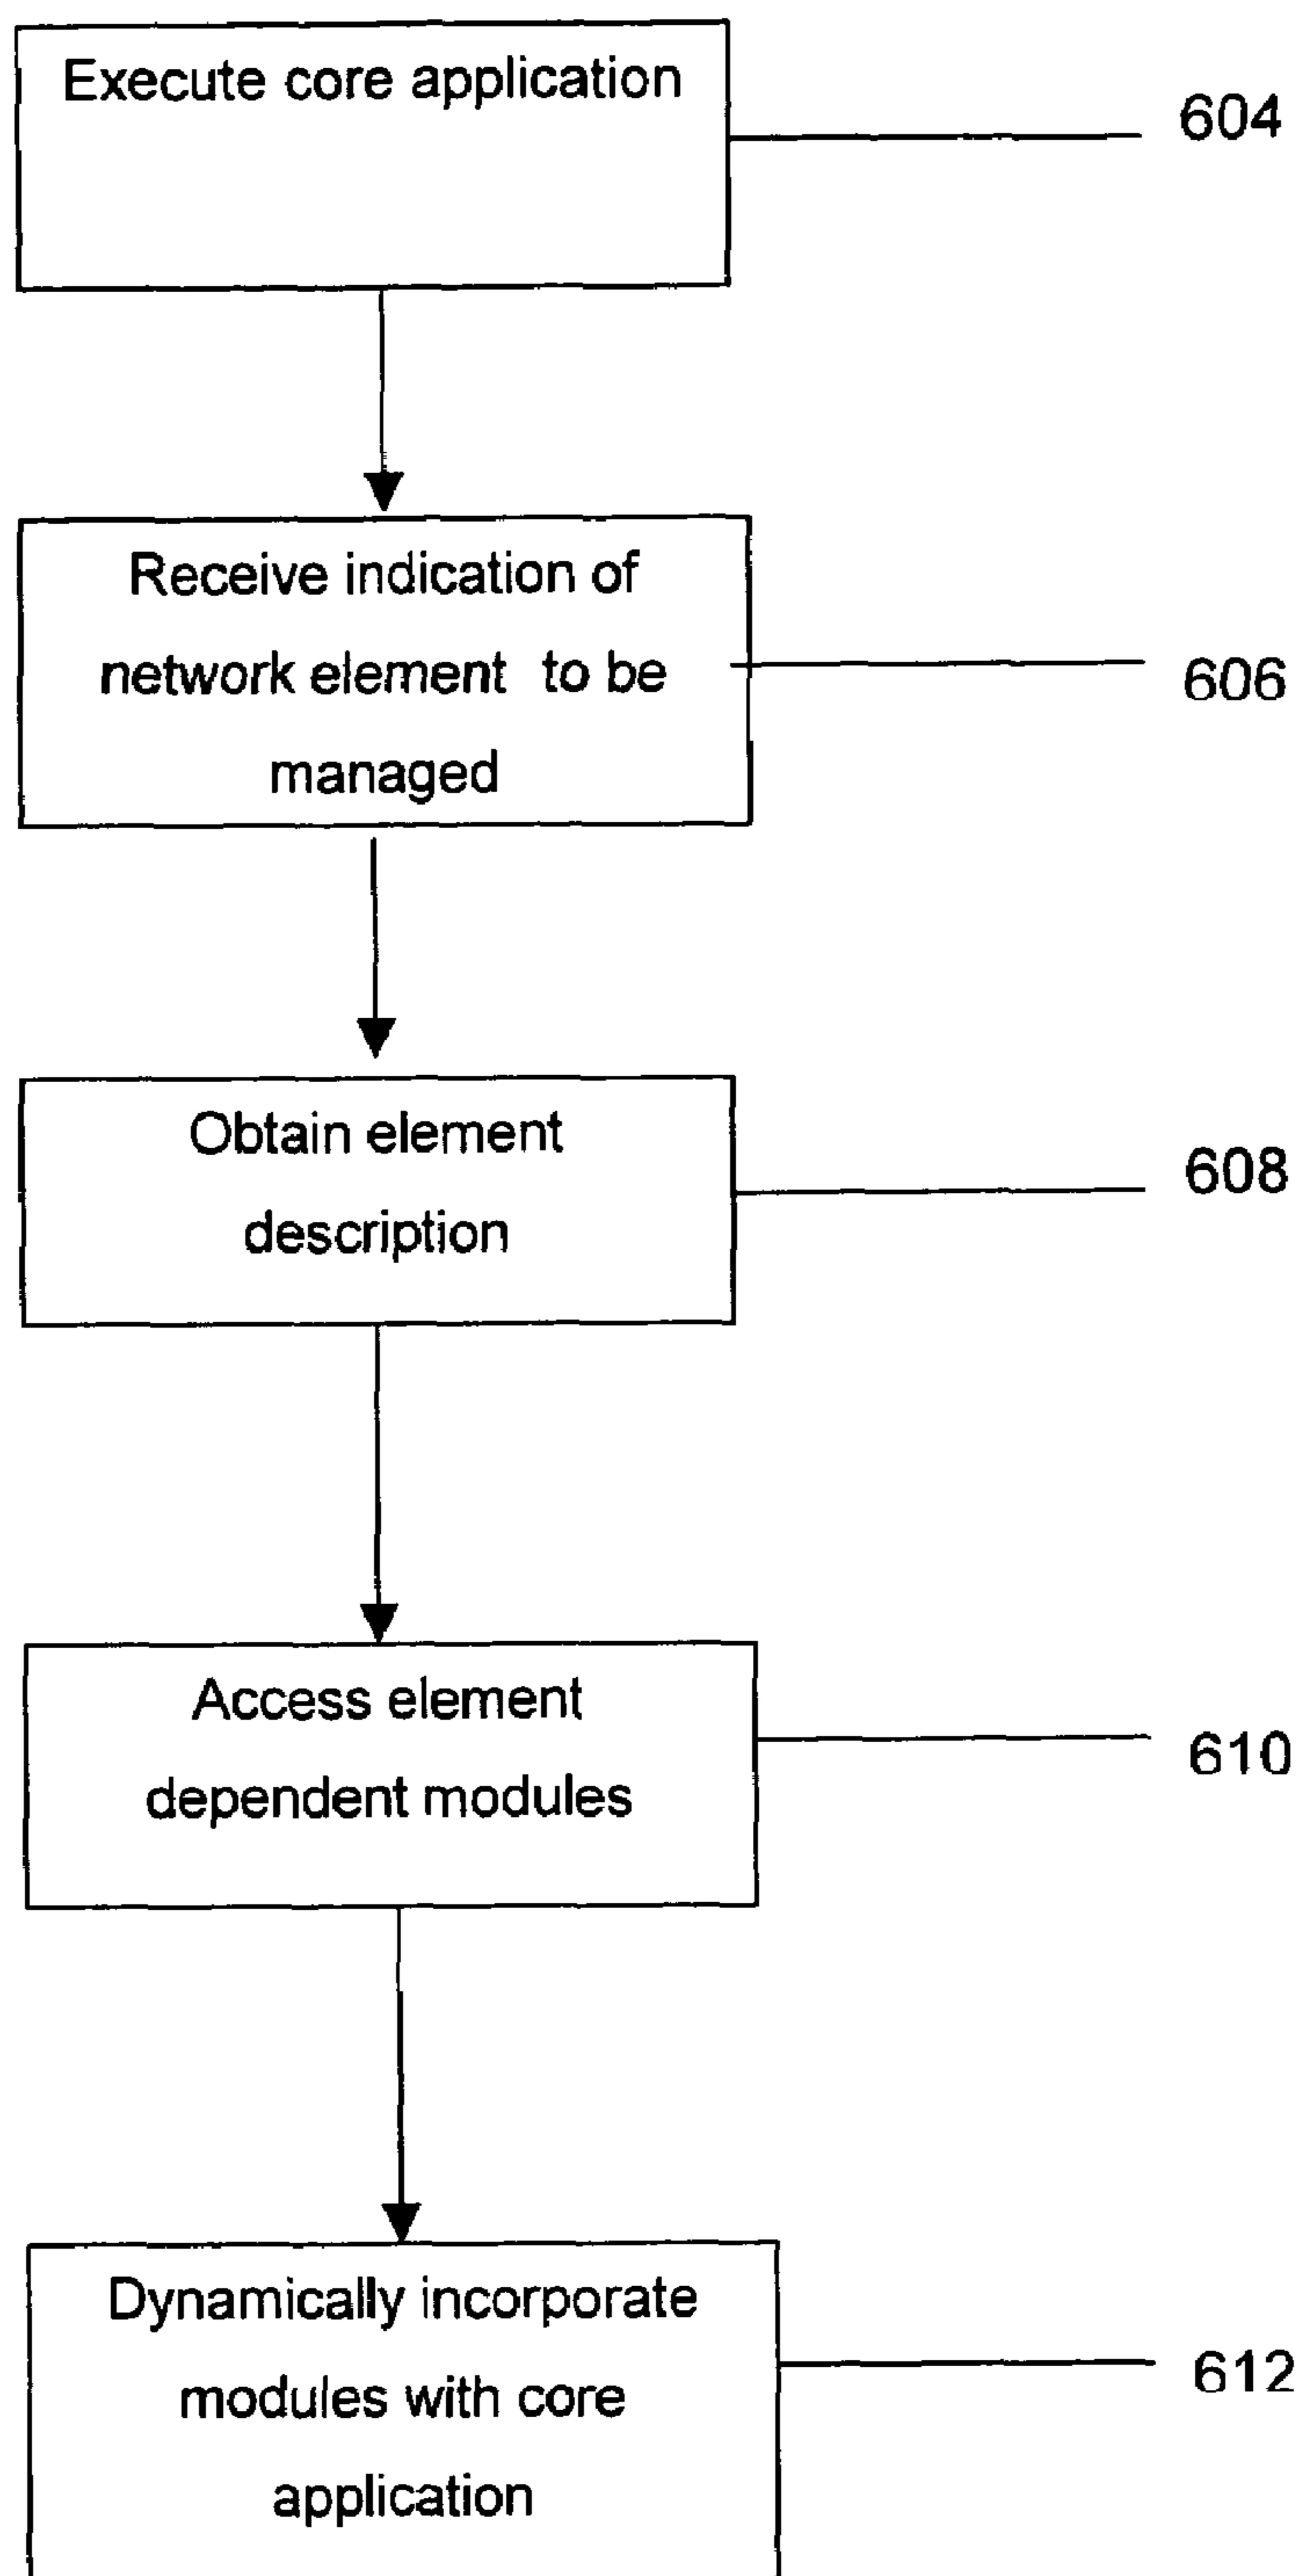 Execute core application
604
Receive indication of
network element to be
managed
606
Obtain element
description
608
Access element
dependent modules
610
Dynamically incorporate
modules with core
application
612